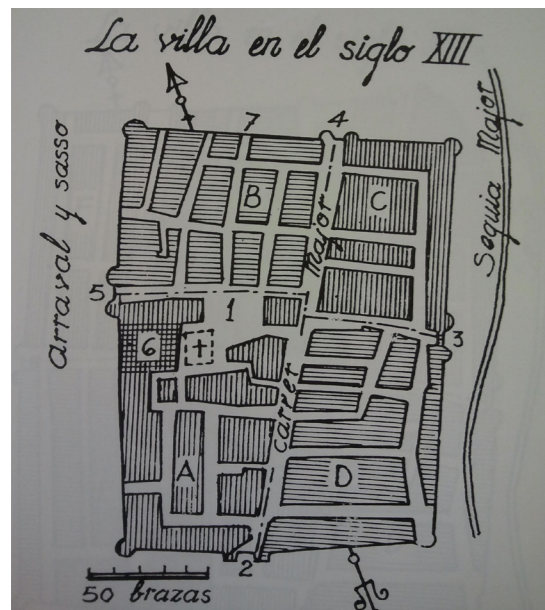 La villa en el siglo XIII
7
4
Arraval y sasso
Sequia Major
B
C
Major
5
1
3
6
carrer
A
D
2
50 brazas